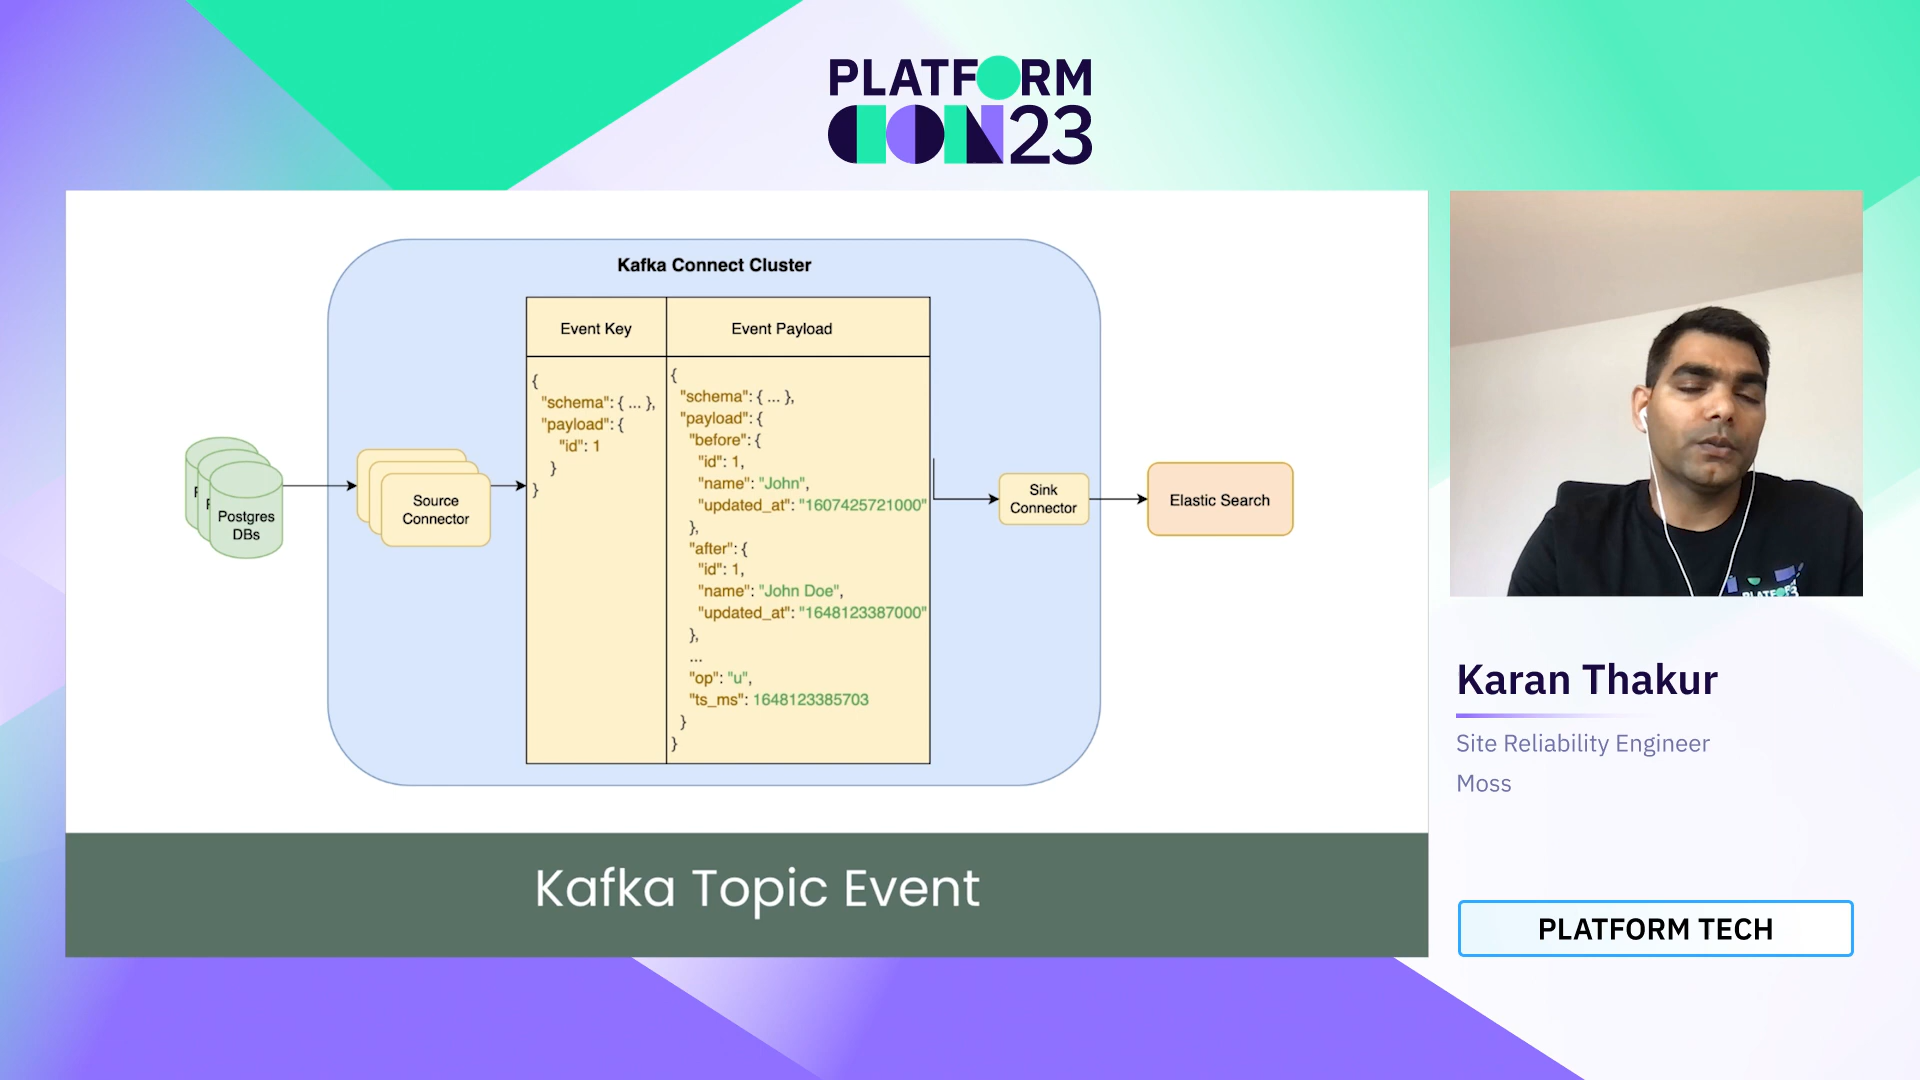 PLATFORM
CON23
Kafka Connect Cluster
Event Key
Event Payload
{
"schema": { ... },
"payload": {
"id": 1
}
}
{
"schema": { ... },
"payload": {
"before": {
"id": 1,
"name": "John",
"updated_at": "1607425721000"
},
"after": {
"id": 1,
"name": "John Doe",
"updated_at": "1648123387000"
},
...
"op": "u",
"ts_ms": 1648123385703
}
}
Postgres
DBs
Source
Connector
Sink
Connector
Elastic Search
Kafka Topic Event
Karan Thakur
Site Reliability Engineer
Moss
PLATFORM TECH